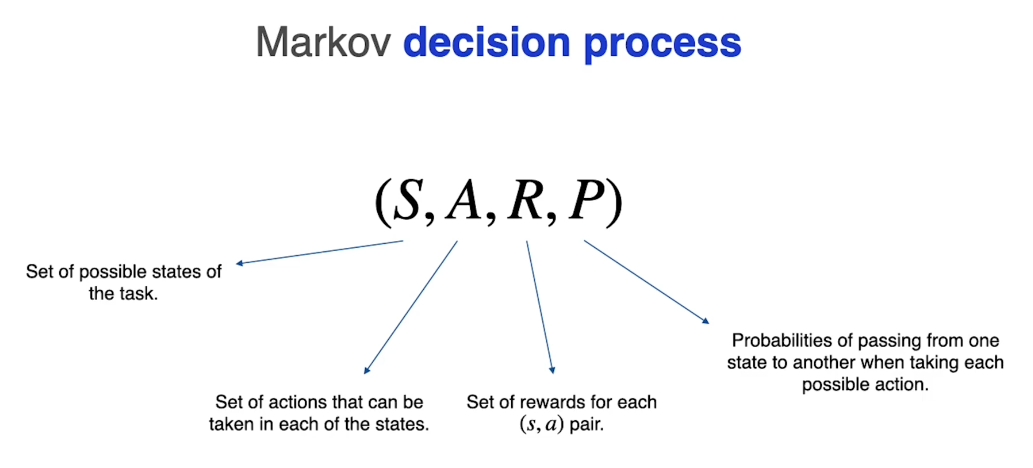 Markov decision process
(S, A, R, P)
Set of possible states of
the task.
Set of actions that can be
taken in each of the states.
Set of rewards for each
(s, a) pair.
Probabilities of passing from one
state to another when taking each
possible action.